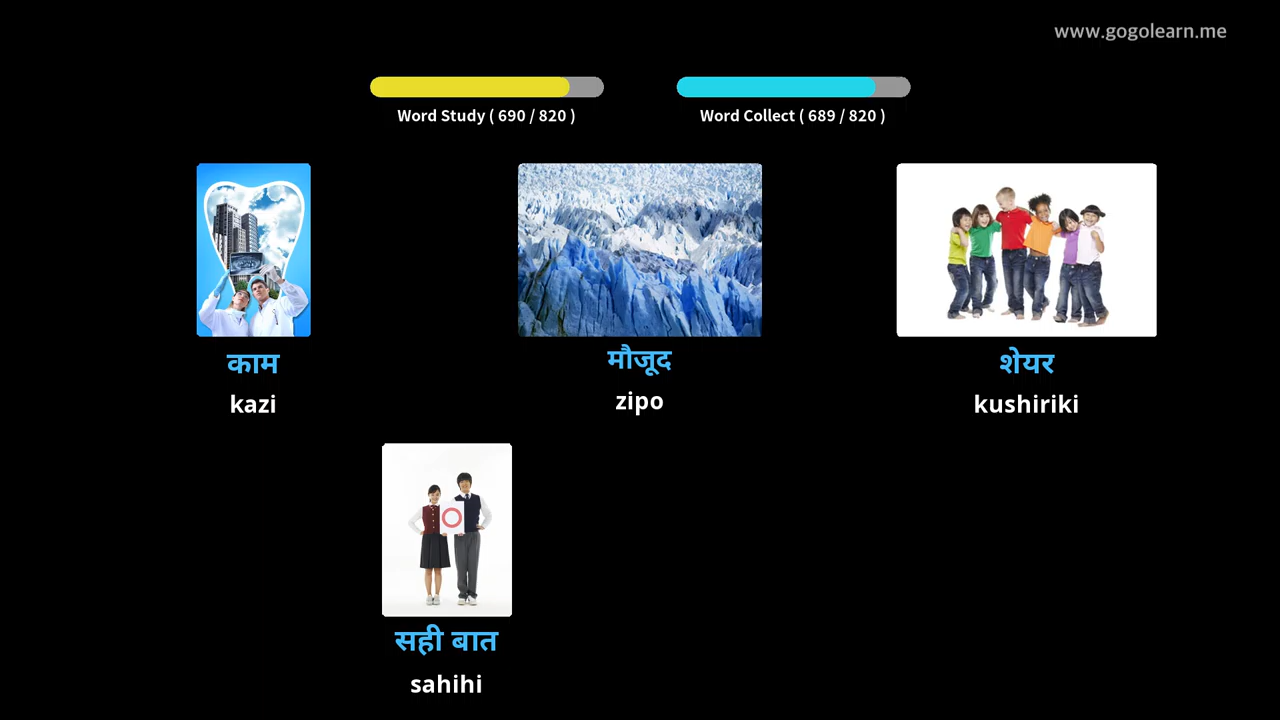 www.gogolearn.me
Word Study ( 690 / 820 )
Word Collect ( 689 / 820 )
काम
kazi
मौजूद
zipo
शेयर
kushiriki
सही बात
sahihi